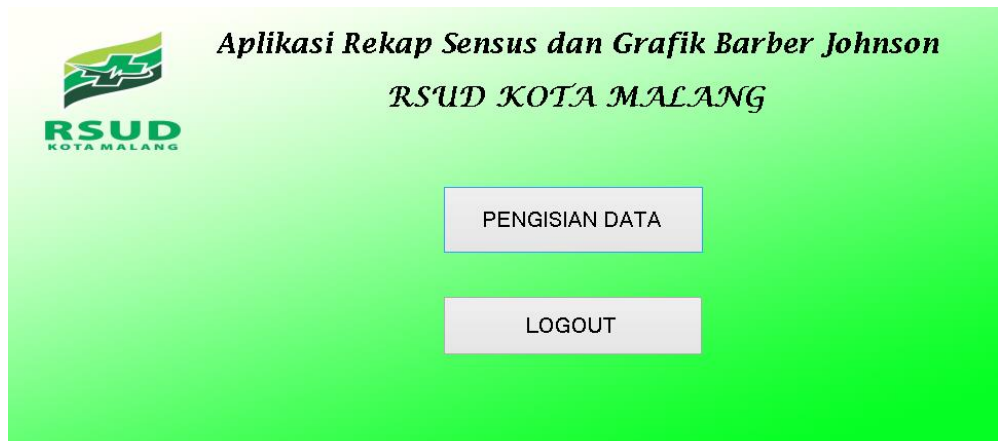 Aplikasi Rekap Sensus dan Grafik Barber Johnson
RSUD KOTA MALANG
RSUD
KOTA MALANG
PENGISIAN DATA
LOGOUT